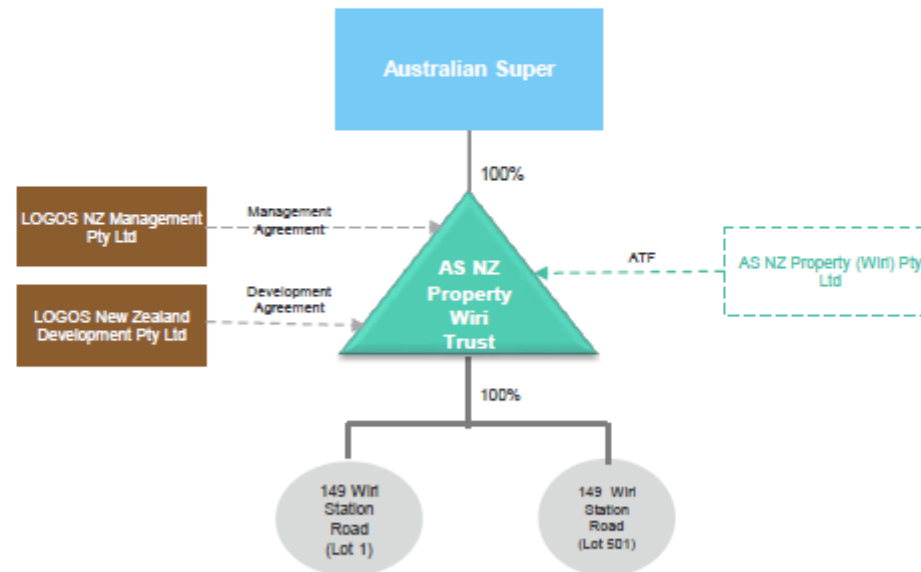 Australian Super
100%
LOGOS NZ Management
Pty Ltd
Management
Agreement
AS NZ
Property
Wiri
Trust
ATF
AS NZ Property (Wiri) Pty
Ltd
LOGOS New Zealand
Development Pty Ltd
Development
Agreement
100%
149 Wiri
Station
Road
(Lot 1)
149 Wiri
Station
Road
(Lot 501)